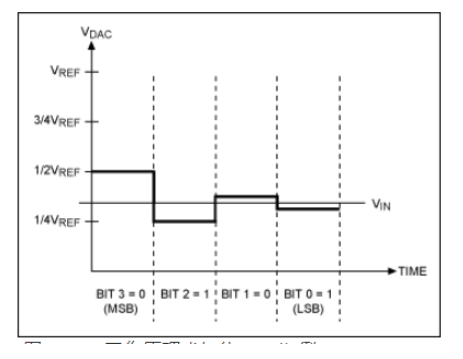 VDAC
VREF
3/4VREF
1/2VREF
1/4VREF
VIN
TIME
BIT 3 = 0 BIT 2 = 1 BIT 1 = 0 BIT 0 = 1
(MSB) (LSB)